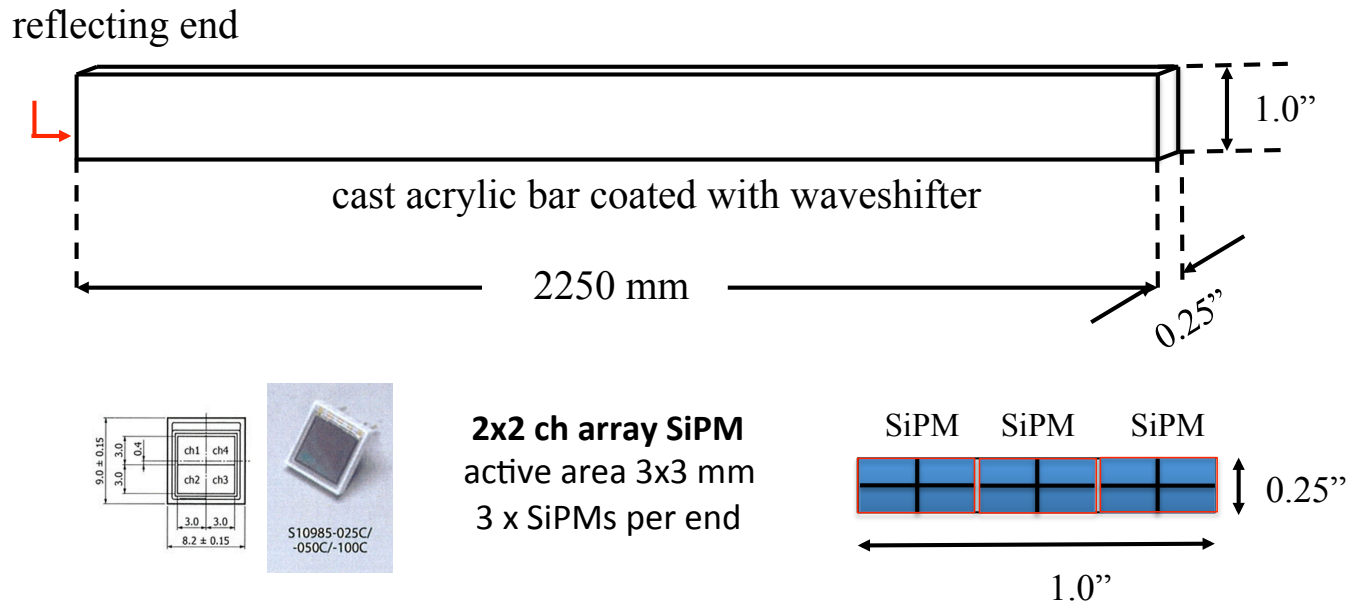 reflecting end
1.0”
cast acrylic bar coated with waveshifter
2250 mm
0.25”
9.0 ± 0.15
3.0
3.0
0.4
ch1
ch4
ch2
ch3
3.0
3.0
8.2 ± 0.15
S10985-025C/
-050C/-100C
2x2 ch array SiPM
active area 3x3 mm
3 x SiPMs per end
SiPM SiPM SiPM
0.25”
1.0”